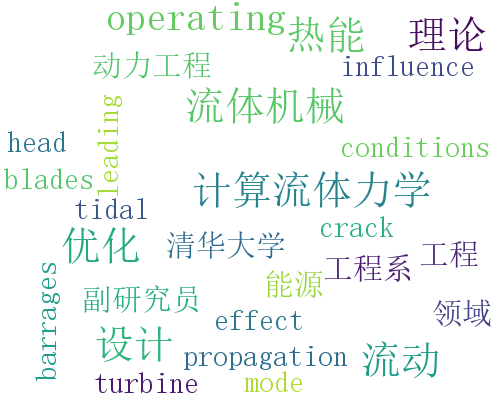 operating
热能
理论
动力工程
influence
流体机械
leading
head
conditions
blades
计算流体力学
tidal
crack
优化
清华大学
工程
工程系
能源
barrages
副研究员
领域
effect
设计
propagation
流动
turbine
mode